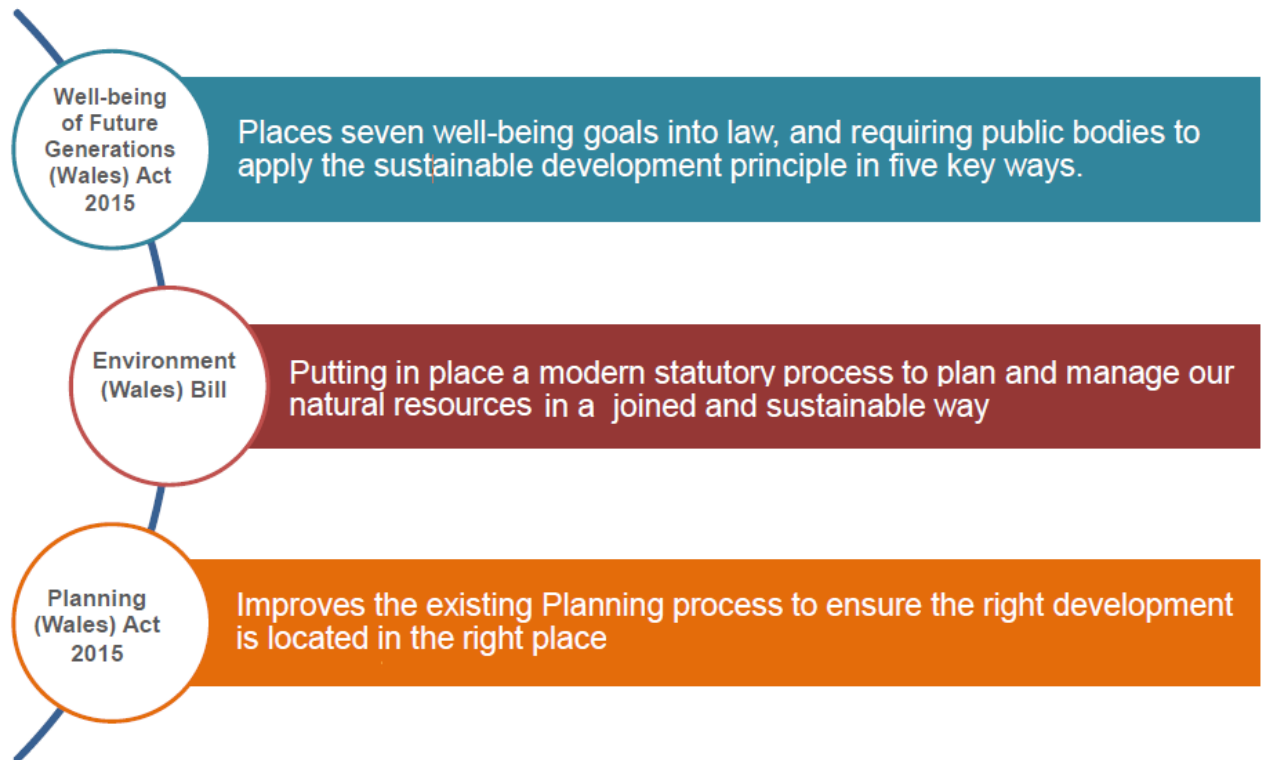 Well-being
of Future
Generations
(Wales) Act
2015
Places seven well-being goals into law, and requiring public bodies to
apply the sustainable development principle in five key ways.
Environment
(Wales) Bill
Putting in place a modern statutory process to plan and manage our
natural resources in a joined and sustainable way
Planning
(Wales) Act
2015
Improves the existing Planning process to ensure the right development
is located in the right place